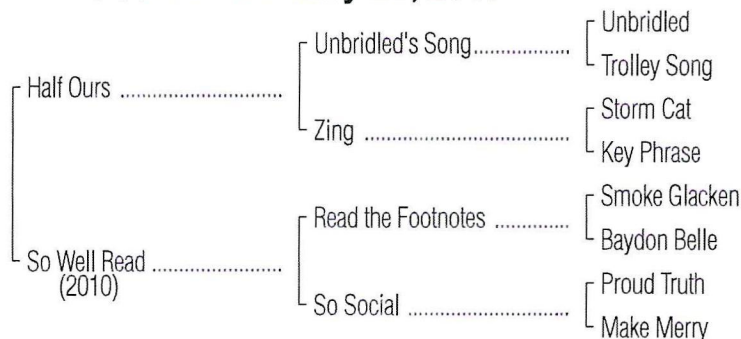 Unbridled
Unbridled's Song
Trolley Song
Half Ours
Storm Cat
Zing
Key Phrase
Smoke Glacken
Read the Footnotes
Baydon Belle
So Well Read
(2010)
Proud Truth
So Social
Make Merry